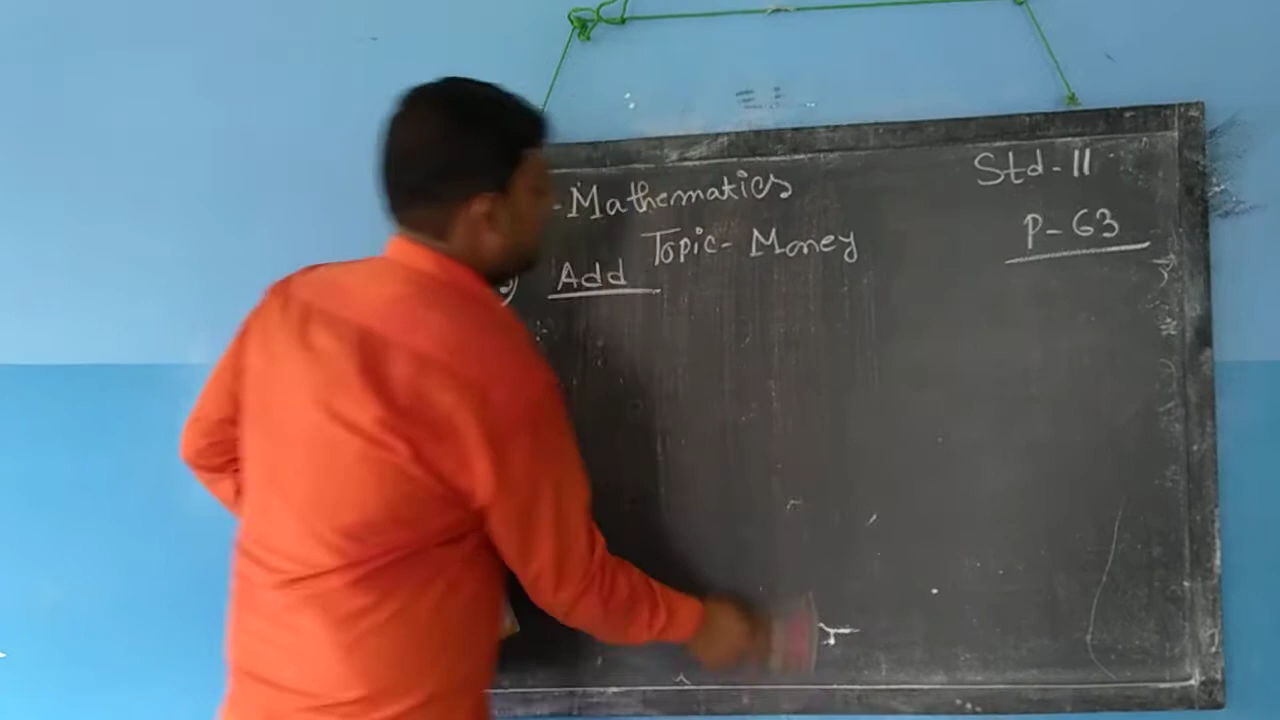 -Mathematics
Std-II
Topic- Money
P-63
Add